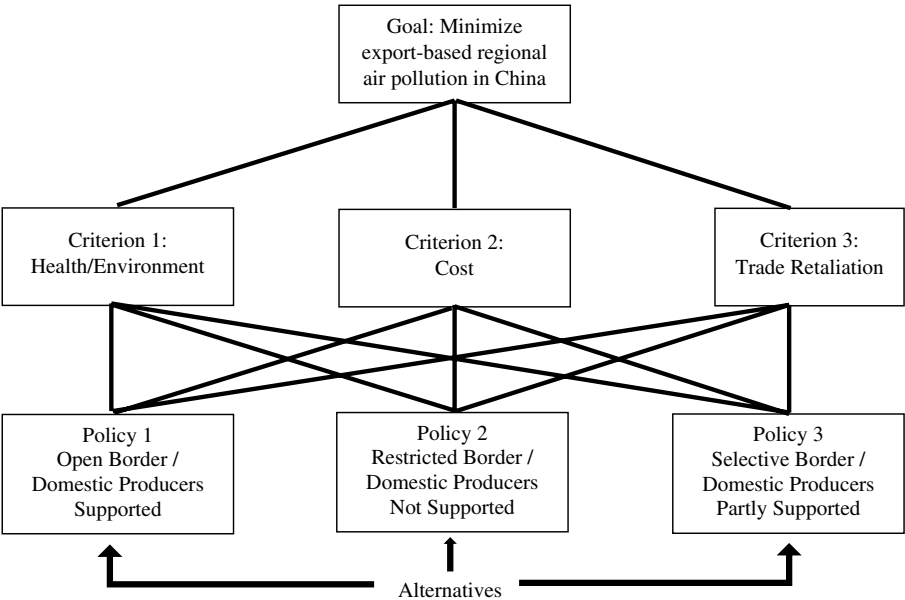 Goal: Minimize
export-based regional
air pollution in China
Criterion 1:
Health/Environment
Criterion 2:
Cost
Criterion 3:
Trade Retaliation
Policy 1
Open Border /
Domestic Producers
Supported
Policy 2
Restricted Border /
Domestic Producers
Not Supported
Policy 3
Selective Border /
Domestic Producers
Partly Supported
Alternatives